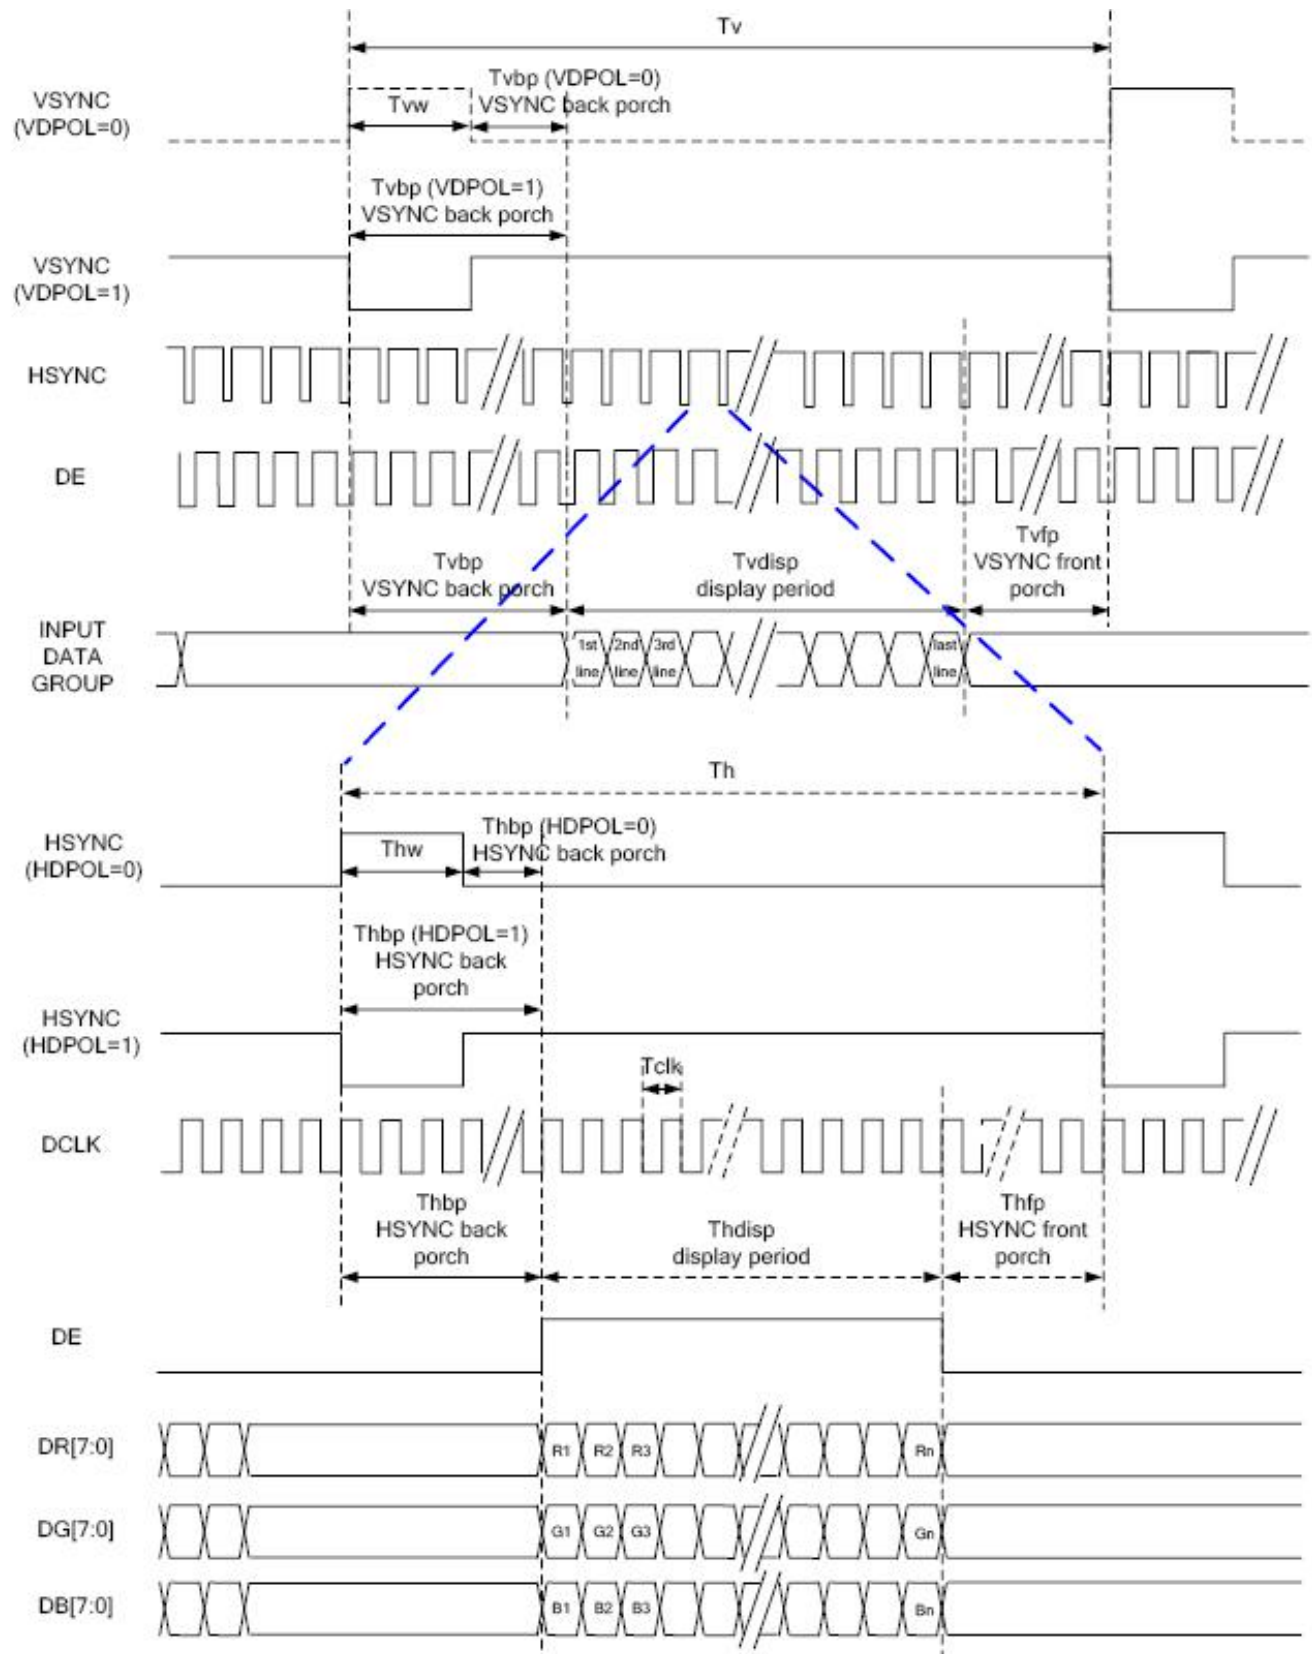 Tv
Tvbp (VDPOL=0)
VSYNC back porch
VSYNC
(VDPOL=0)
Tvw
Tvbp (VDPOL=1)
VSYNC back porch
VSYNC
(VDPOL=1)
HSYNC
DE
Tvbp
VSYNC back porch
Tvdisp
display period
Tvfp
VSYNC front
porch
INPUT
DATA
GROUP
1st
line
2nd
line
3rd
line
last
line
Th
HSYNC
(HDPOL=0)
Thw
Thbp (HDPOL=0)
HSYNC back porch
Thbp (HDPOL=1)
HSYNC back
porch
HSYNC
(HDPOL=1)
Tclk
DCLK
Thbp
HSYNC back
porch
Thdisp
display period
Thfp
HSYNC front
porch
DE
DR[7:0]
R1 R2 R3 Rn
DG[7:0]
G1 G2 G3 Gn
DB[7:0]
B1 B2 B3 Bn